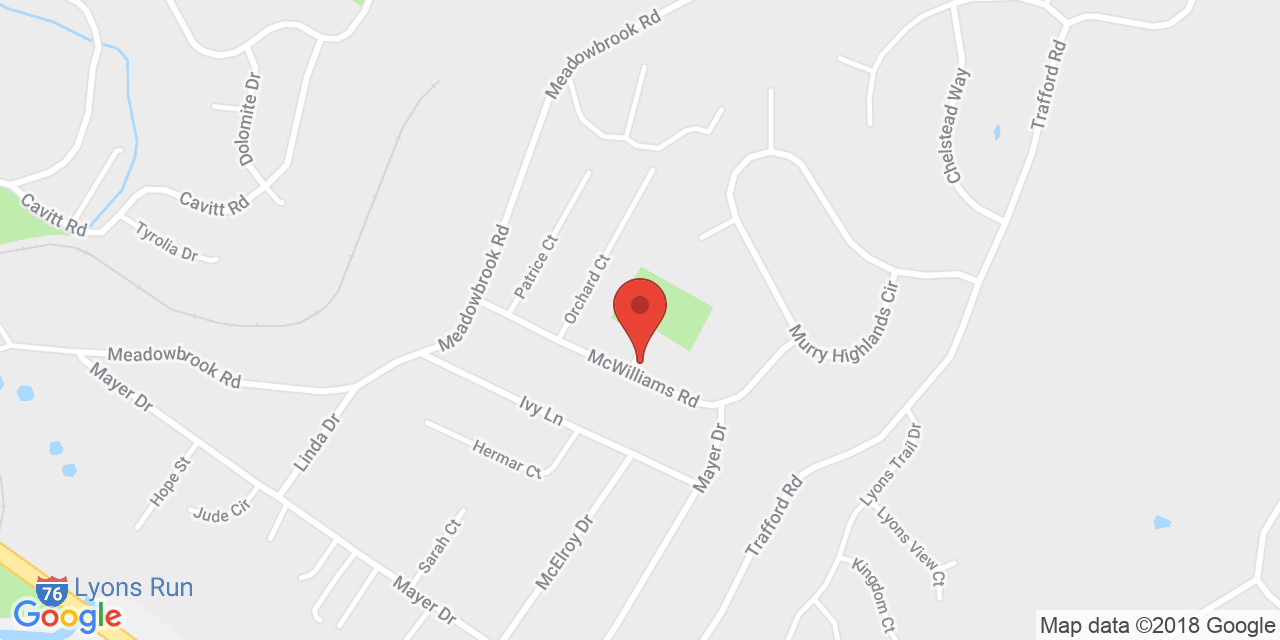 Meadowbrook Rd
Trafford Rd
Dolomite Dr
Chelstead Way
Cavitt Rd
Cavitt Rd
Tyrolia Dr
Meadowbrook Rd
Patrice Ct
Orchard Ct
Murry Highlands Cir
Meadowbrook Rd
McWilliams Rd
Mayer Dr
Ivy Ln
Linda Dr
Hermar Ct
Mayer Dr
Lyons Trail Dr
Hope St
Jude Cir
Trafford Rd
Sarah Ct
McElroy Dr
Lyons View Ct
Kingdom Ct
Mayer Dr
76
Lyons Run
Google
Map data ©2018 Google